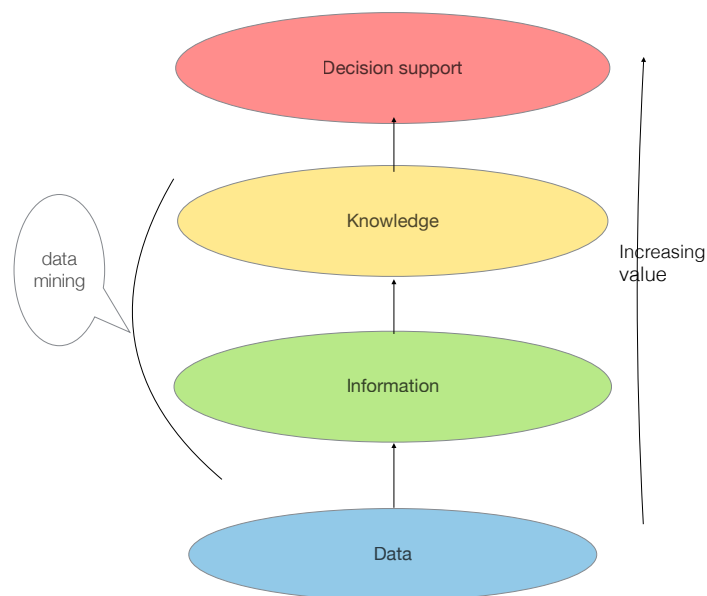 Decision support
Knowledge
data
mining
Increasing
value
Information
Data